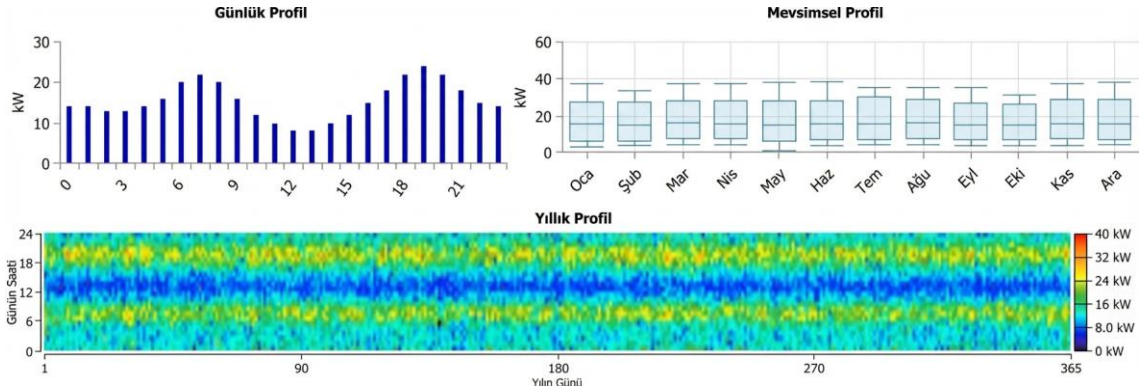 Günlük Profil
30
20
10
0
kW
0 3 6 9 12 15 18 21
Mevsimsel Profil
60
40
20
0
kW
Oca Şub Mar Nis May Haz Tem Ağu Eyl Eki Kas Ara
Yıllık Profil
24
18
12
6
0
Günün Saati
1 90 180 270 365
Yılın Günü
40 kW
32 kW
24 kW
16 kW
8.0 kW
0 kW